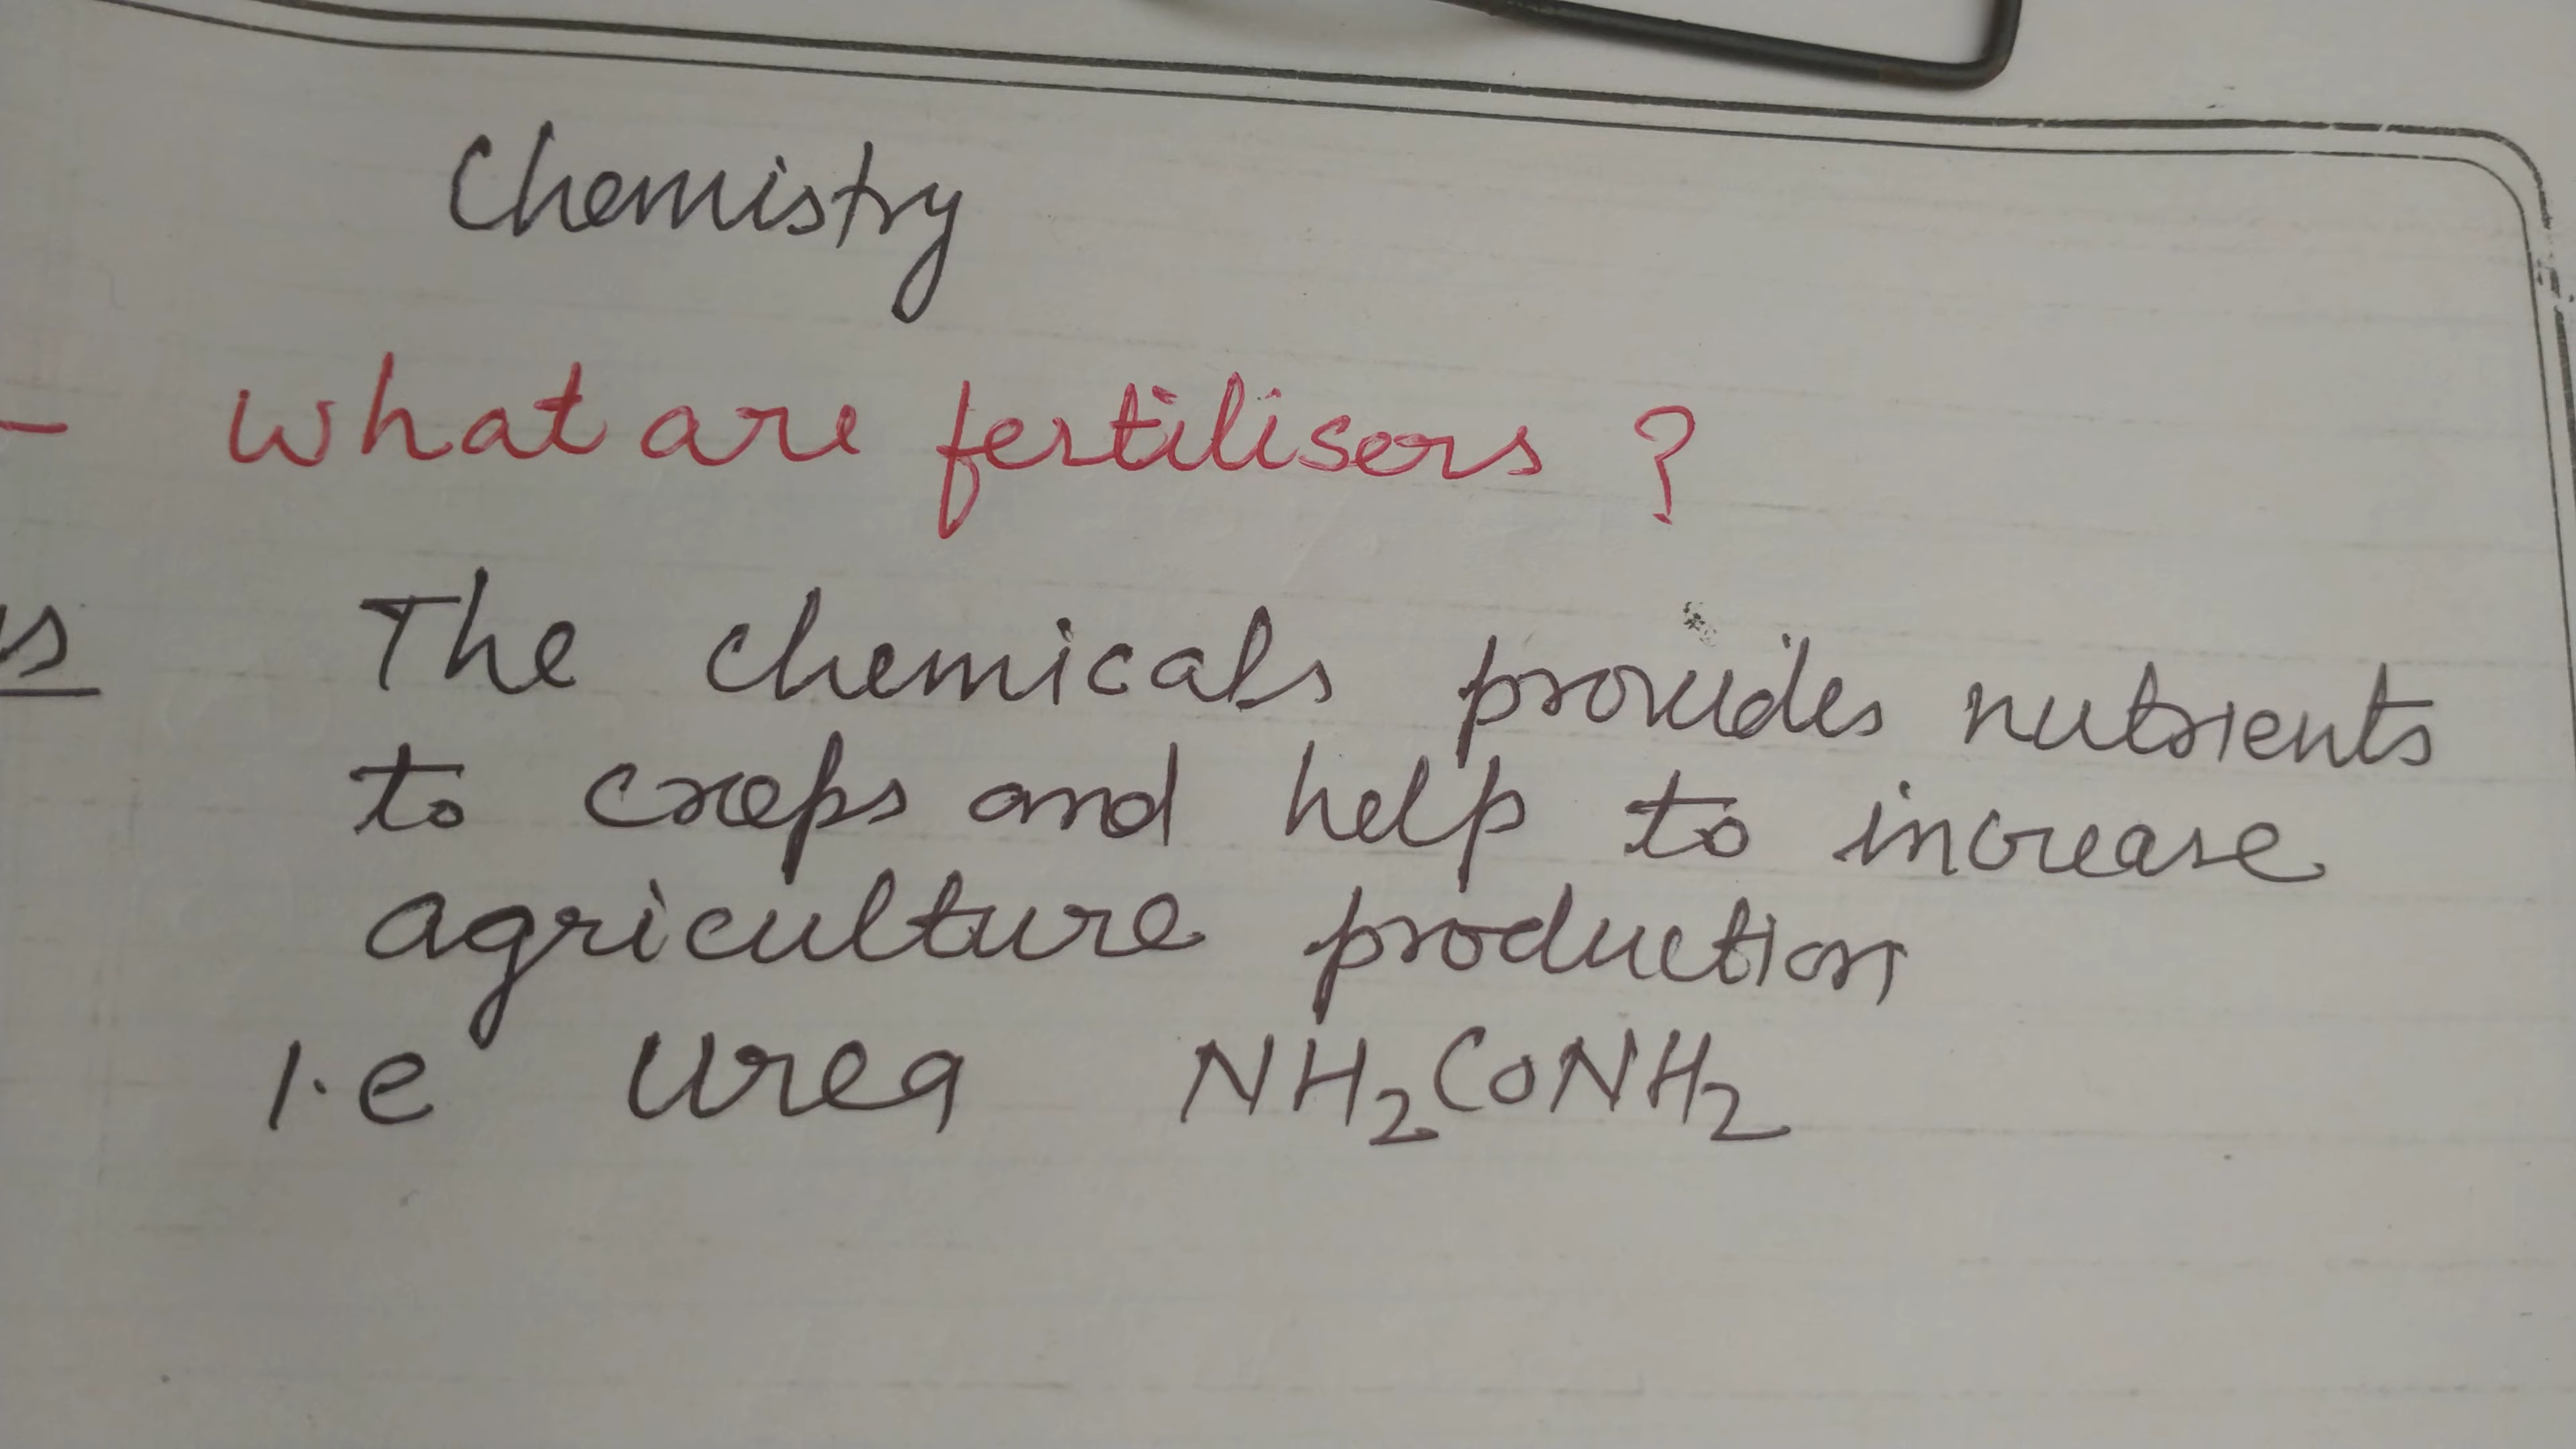 Chemistry
- What are fertilisers ?
s The chemicals provides nutrients
to crops and help to increase
agriculture production
i.e Urea NH₂CONH₂